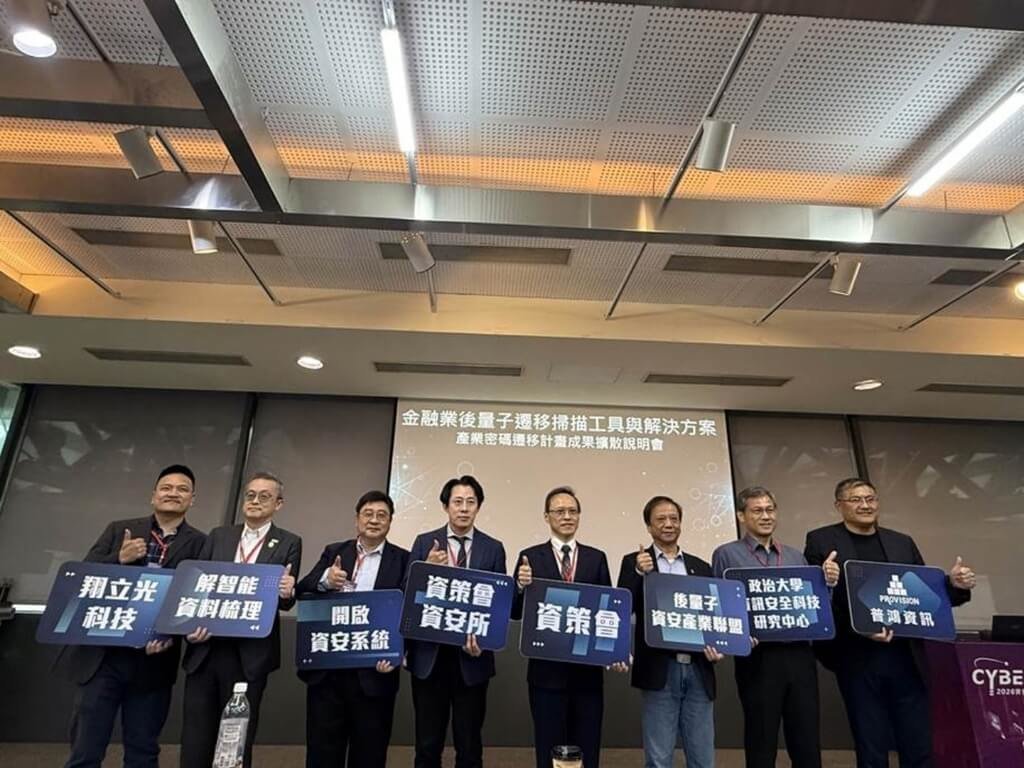 金融業後量子遷移掃描工具與解決方案
產業密碼遷移計畫成果擴散說明會
翔立光
科技
解智能
資料梳理
開啟
資安系統
資策會
資安所
資策會
後量子
資安產業聯盟
政治大學
訊安全科技
研究中心
PROVISION
普鴻資訊
CYBE
2026資